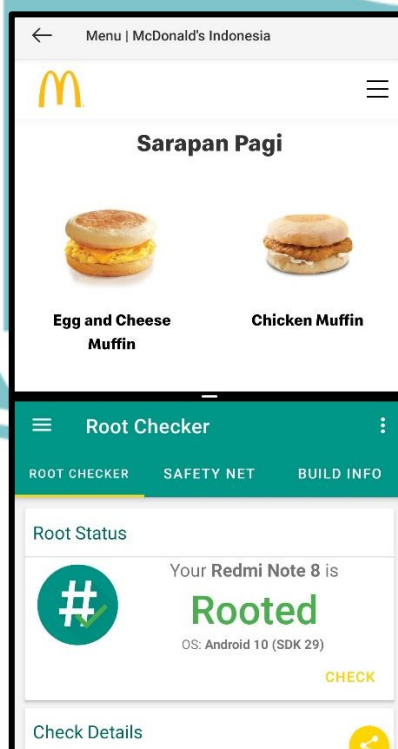 Menu | McDonald's Indonesia
Sarapan Pagi
Egg and Cheese
Muffin
Chicken Muffin
Root Checker
ROOT CHECKER SAFETY NET BUILD INFO
Root Status
Your Redmi Note 8 is
Rooted
OS: Android 10 (SDK 29)
CHECK
Check Details